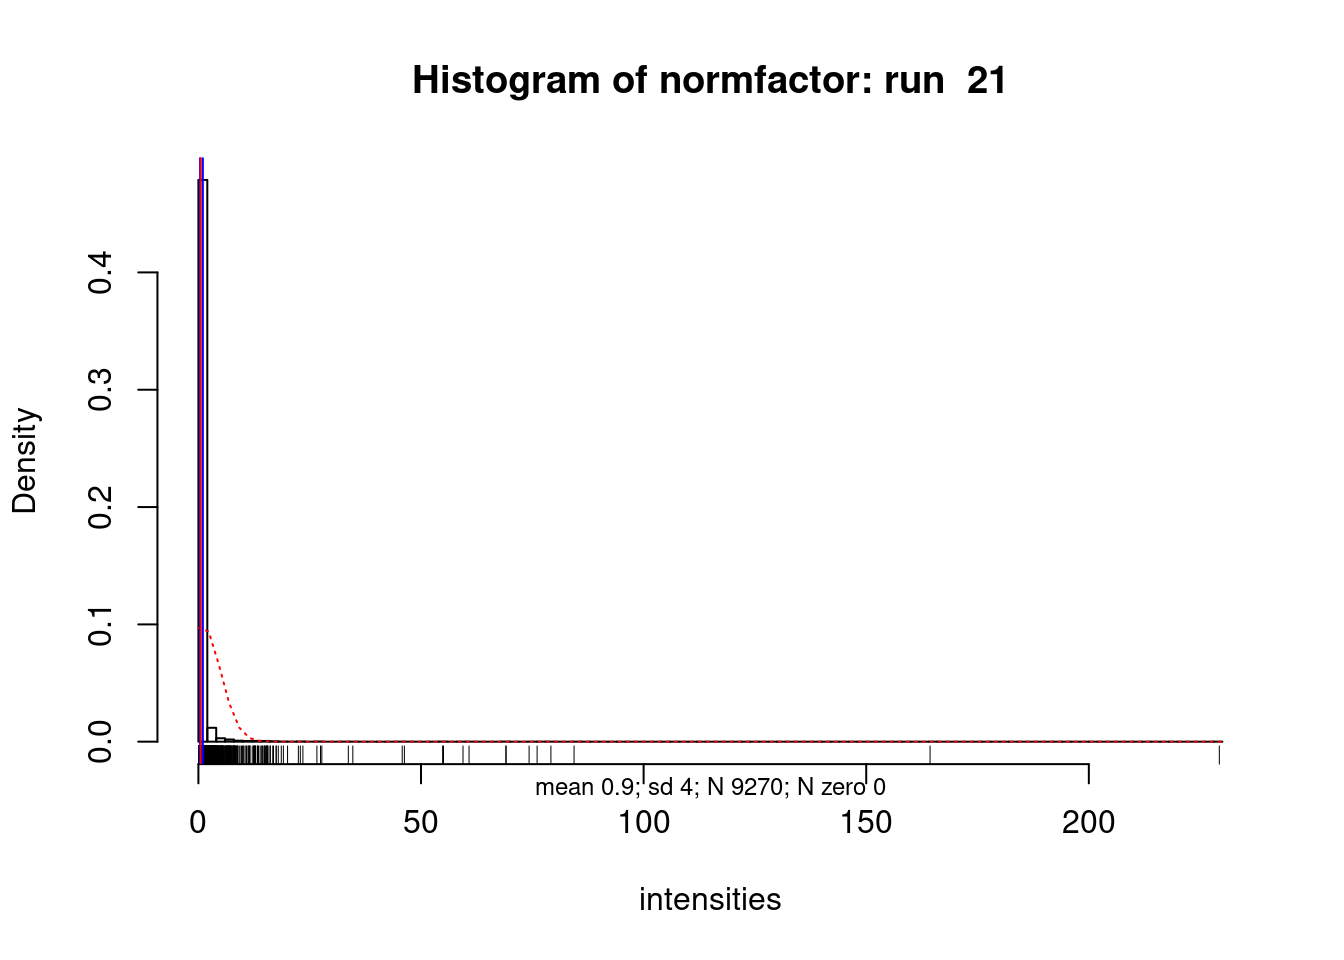 Histogram of normfactor: run  21
Density
0.4
0.3
0.2
0.1
0.0
mean 0.9; sd 4; N 9270; N zero 0
0 50 100 150 200
intensities